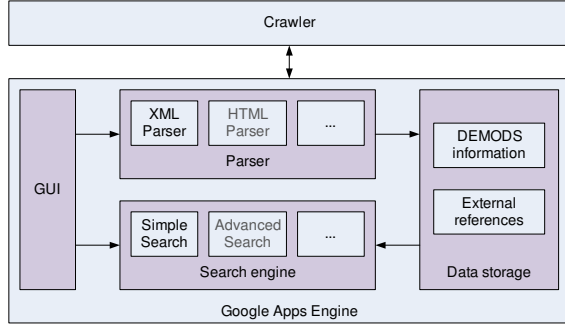 Crawler
GUI
XML
Parser
HTML
Parser
...
Parser
Simple
Search
Advanced
Search
...
Search engine
DEMODS
information
External
references
Data storage
Google Apps Engine